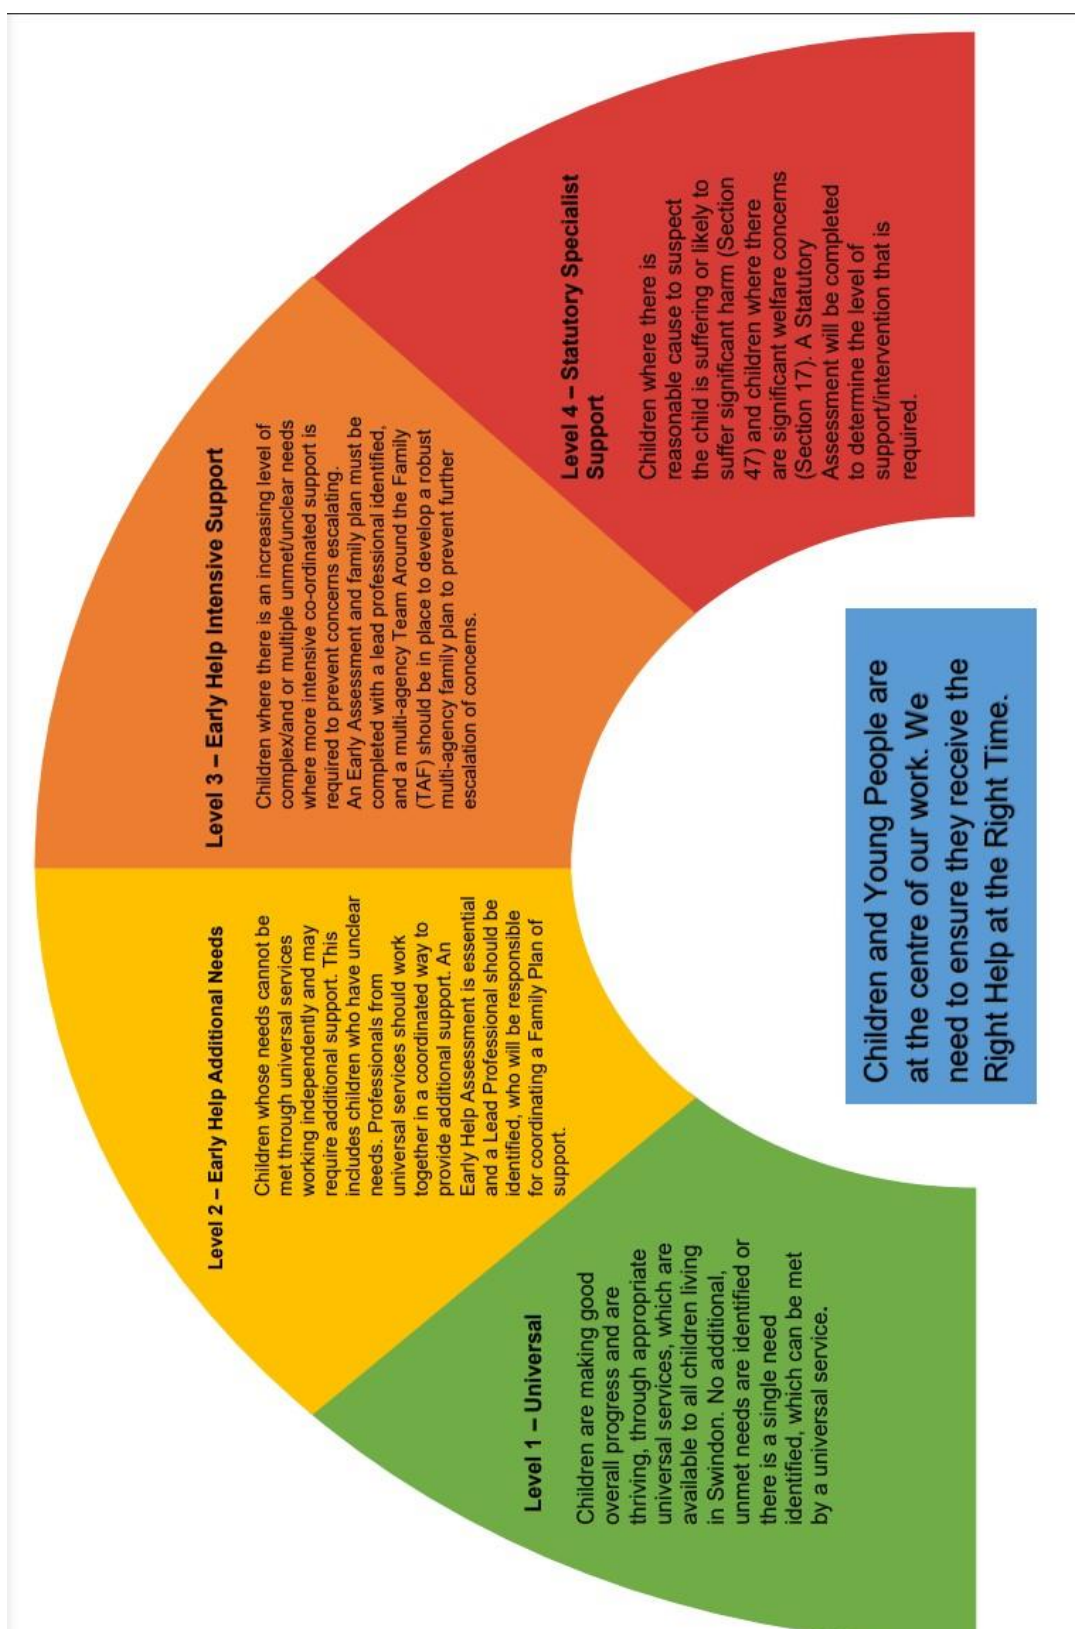 Level 1 – Universal
Children are making good
overall progress and are
thriving, through appropriate
universal services, which are
available to all children living
in Swindon. No additional,
unmet needs are identified or
there is a single need
identified, which can be met
by a universal service.
Level 2 – Early Help Additional Needs
Children whose needs cannot be
met through universal services
working independently and may
require additional support. This
includes children who have unclear
needs. Professionals from
universal services should work
together in a coordinated way to
provide additional support. An
Early Help Assessment is essential
and a Lead Professional should be
identified, who will be responsible
for coordinating a Family Plan of
support.
Level 3 – Early Help Intensive Support
Children where there is an increasing level of
complex/and or multiple unmet/unclear needs
where more intensive co-ordinated support is
required to prevent concerns escalating.
An Early Assessment and family plan must be
completed with a lead professional identified,
and a multi-agency Team Around the Family
(TAF) should be in place to develop a robust
multi-agency family plan to prevent further
escalation of concerns.
Level 4 – Statutory Specialist
Support
Children where there is
reasonable cause to suspect
the child is suffering or likely to
suffer significant harm (Section
47) and children where there
are significant welfare concerns
(Section 17). A Statutory
Assessment will be completed
to determine the level of
support/intervention that is
required.
Children and Young People are
at the centre of our work. We
need to ensure they receive the
Right Help at the Right Time.